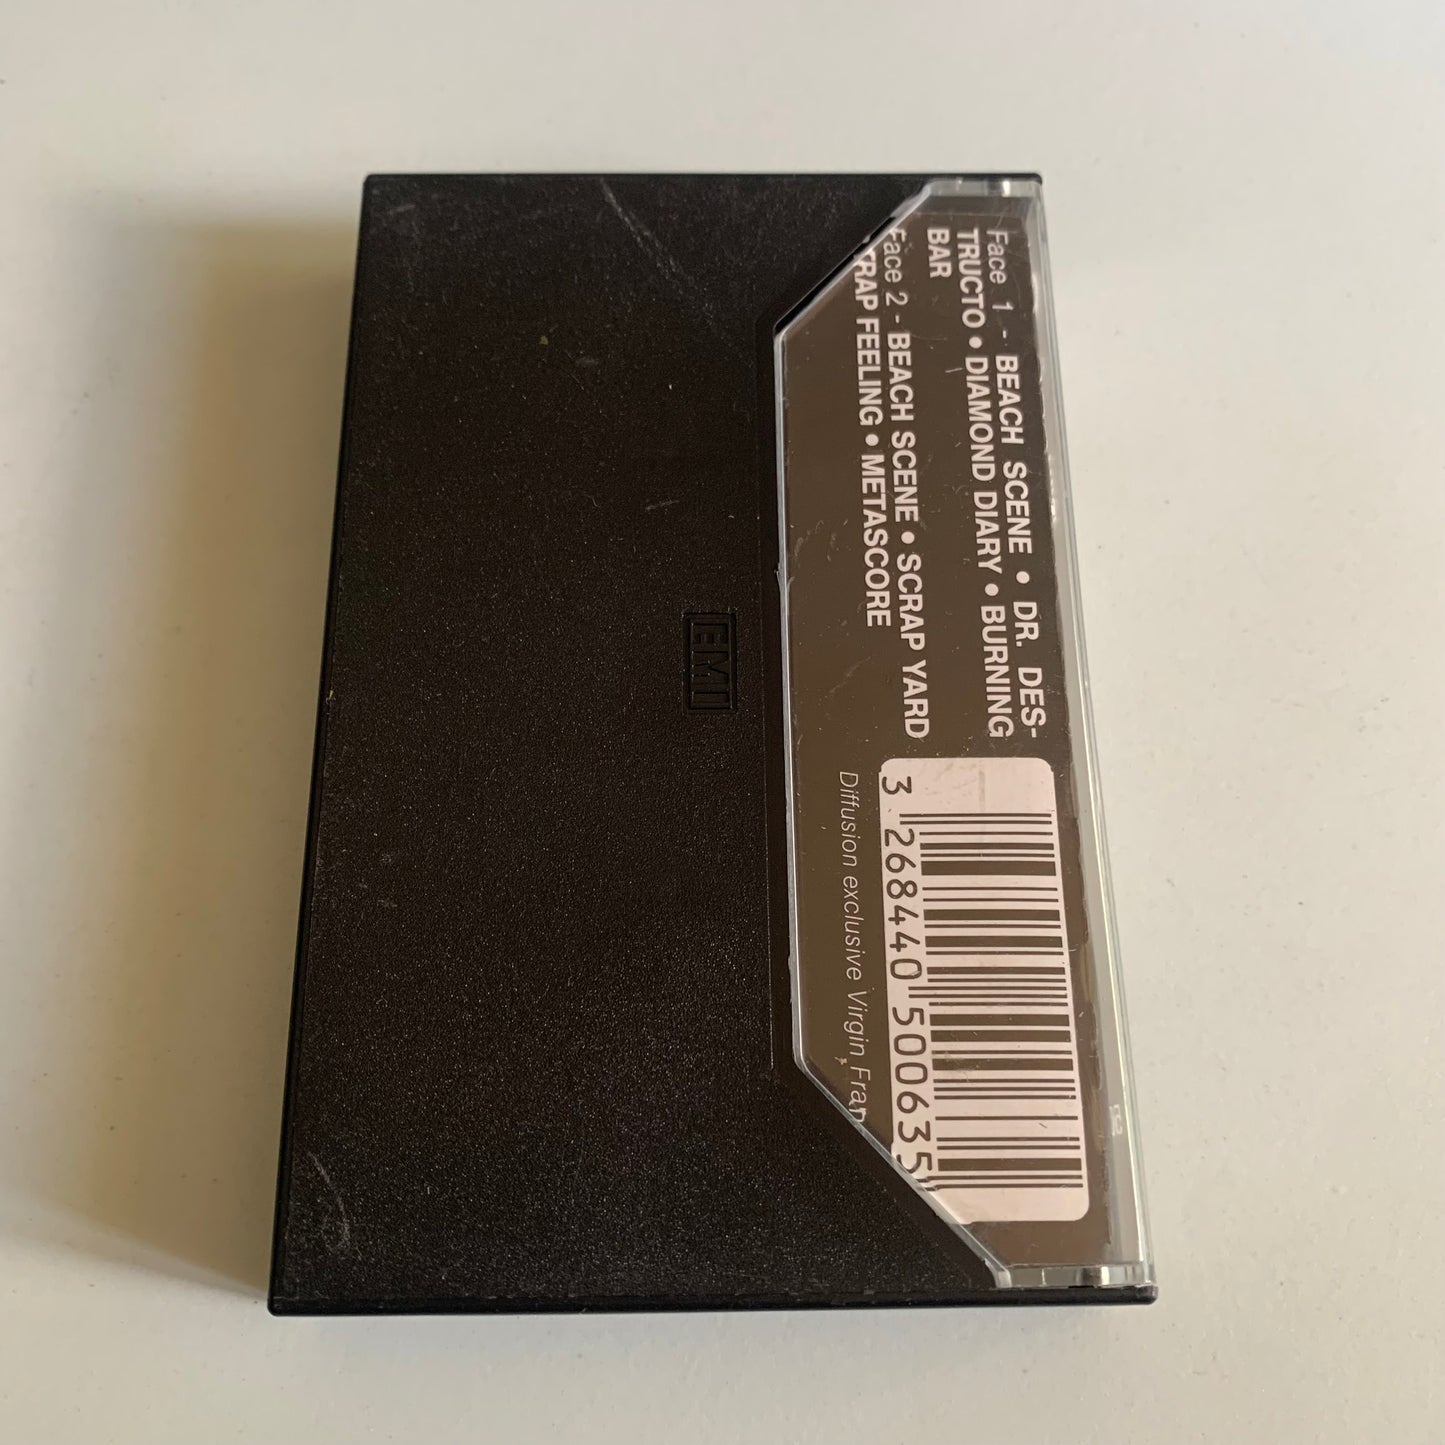 Face 1 - BEACH SCENE • DR. DES-
TRUCTO • DIAMOND DIARY • BURNING
BAR
Face 2 - BEACH SCENE • SCRAP YARD
TRAP FEELING • METASCORE
Diffusion exclusive Virgin Fran
3 268440 500635
EMI